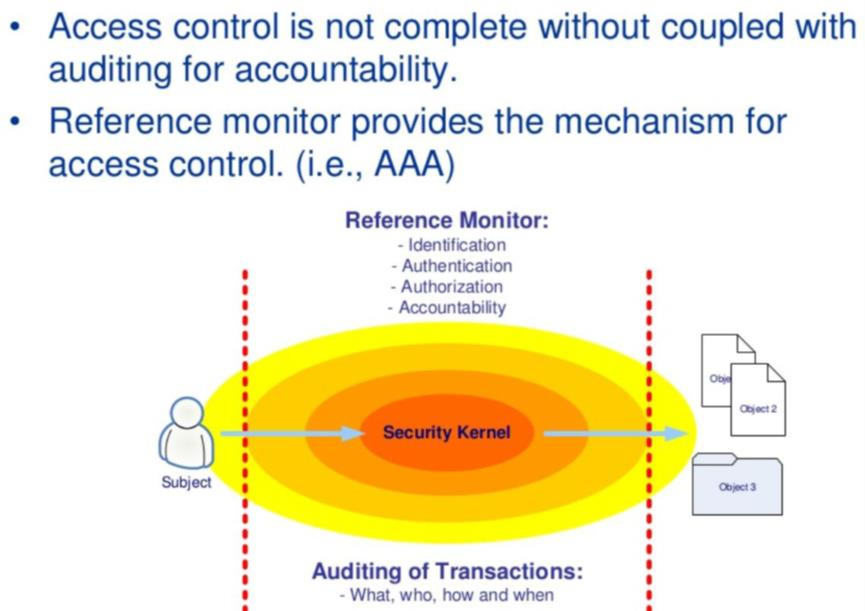 • Access control is not complete without coupled with
auditing for accountability.
• Reference monitor provides the mechanism for
access control. (i.e., AAA)
Reference Monitor:
- Identification
- Authentication
- Authorization
- Accountability
Obje
Object 2
Security Kernel
Subject
Object 3
Auditing of Transactions:
- What, who, how and when